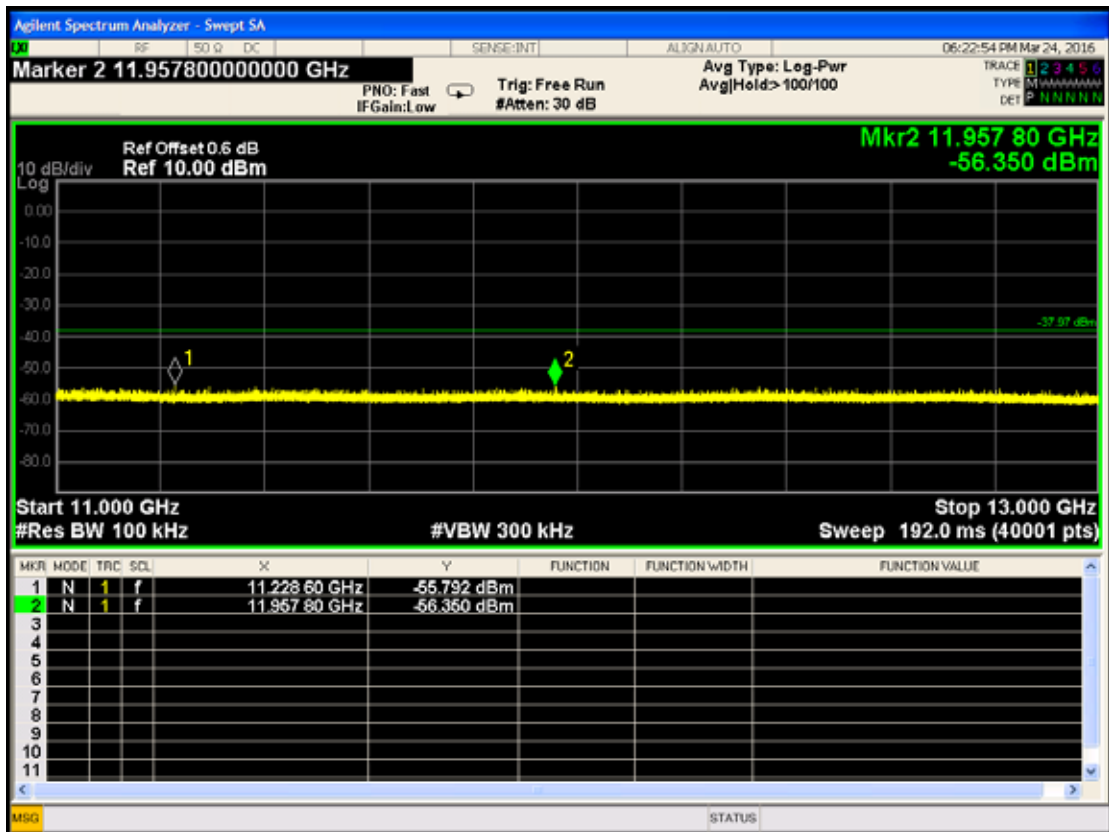 Agilent Spectrum Analyzer - Swept SA
LXI RF 50 Ω DC SENSE:INT ALIGN AUTO 06:22:54 PM Mar 24, 2016
Marker 2 11.957800000000 GHz
PNO: Fast
IFGain:Low
Trig: Free Run
#Atten: 30 dB
Avg Type: Log-Pwr
Avg|Hold:>100/100
TRACE 1 2 3 4 5 6
TYPE M WWWWW
DET P N N N N N
Mkr2 11.957 80 GHz
-56.350 dBm
Ref Offset 0.6 dB
10 dB/div Ref 10.00 dBm
Log
0.00
-10.0
-20.0
-30.0
-37.97 dBm
-40.0
1
2
-50.0
-60.0
-70.0
-80.0
Start 11.000 GHz Stop 13.000 GHz
#Res BW 100 kHz #VBW 300 kHz Sweep 192.0 ms (40001 pts)
MKR MODE TRC SCL X Y FUNCTION FUNCTION WIDTH FUNCTION VALUE
1 N 1 f 11.228 60 GHz -55.792 dBm
2 N 1 f 11.957 80 GHz -56.350 dBm
3
4
5
6
7
8
9
10
11
MSG STATUS